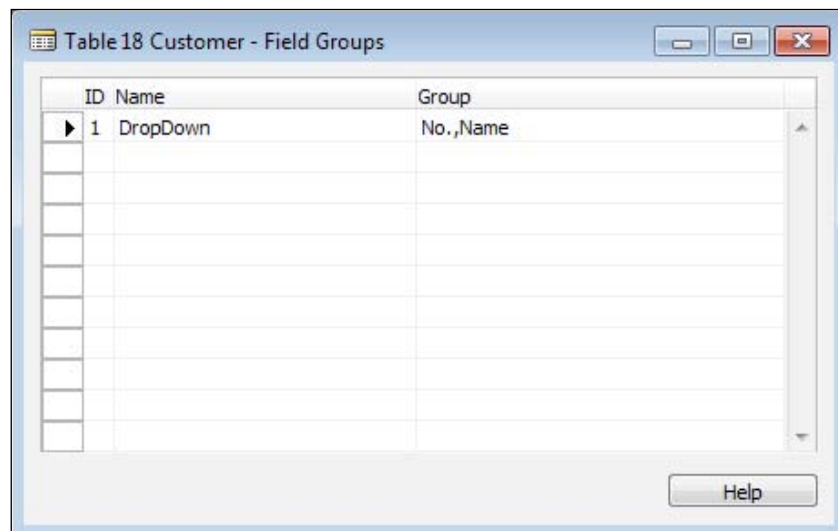 Table 18 Customer - Field Groups
ID Name Group
1 DropDown No.,Name
Help